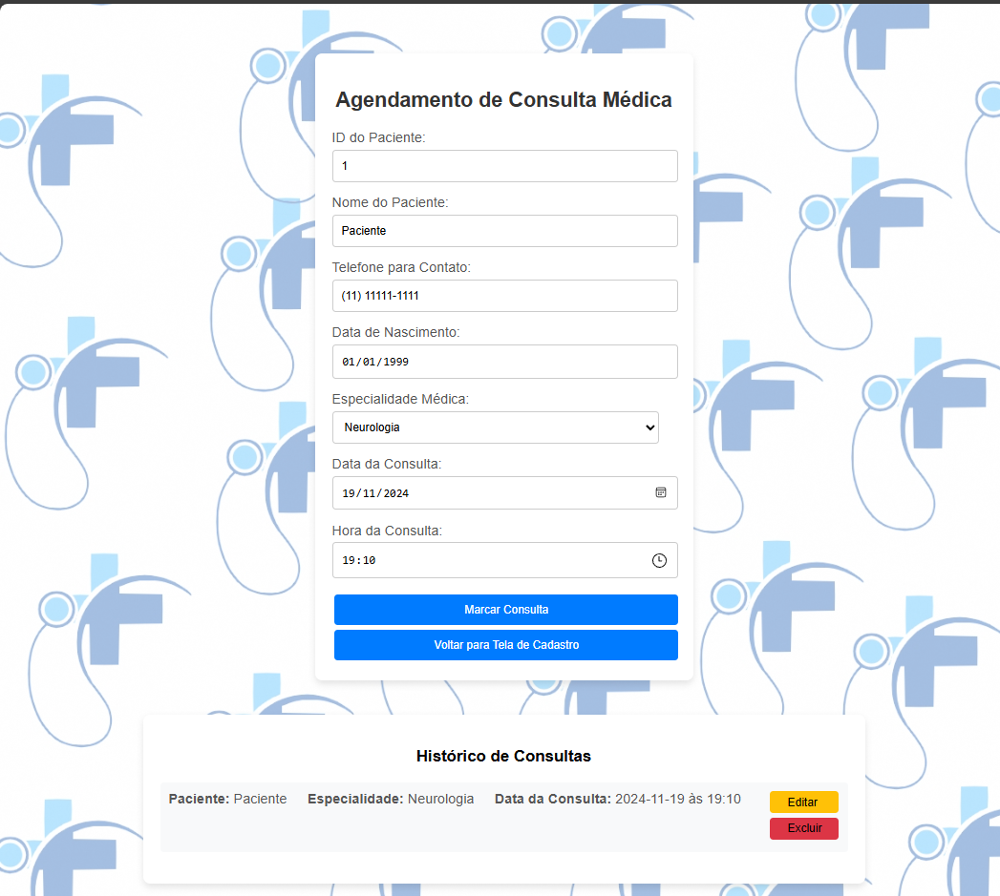 Agendamento de Consulta Médica
ID do Paciente:
1
Nome do Paciente:
Paciente
Telefone para Contato:
(11) 11111-1111
Data de Nascimento:
01/01/1999
Especialidade Médica:
Neurologia
Data da Consulta:
19/11/2024
Hora da Consulta:
19:10
Marcar Consulta
Voltar para Tela de Cadastro
Histórico de Consultas
Paciente: Paciente Especialidade: Neurologia Data da Consulta: 2024-11-19 às 19:10
Editar
Excluir